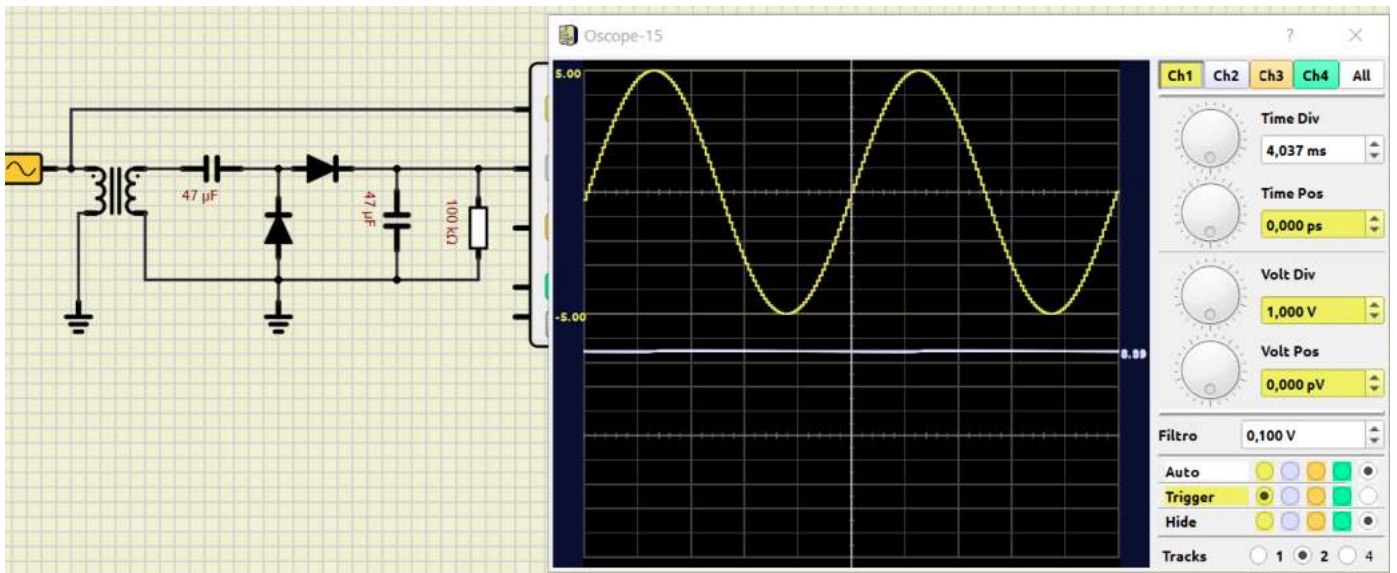 Oscope-15
?
5.00
-5.00
8.99
47 µF
47 µF
100 kΩ
Ch1 Ch2 Ch3 Ch4 All
Time Div
4,037 ms
Time Pos
0,000 ps
Volt Div
1,000 V
Volt Pos
0,000 pV
Filtro 0,100 V
Auto
Trigger
Hide
Tracks 1 2 4